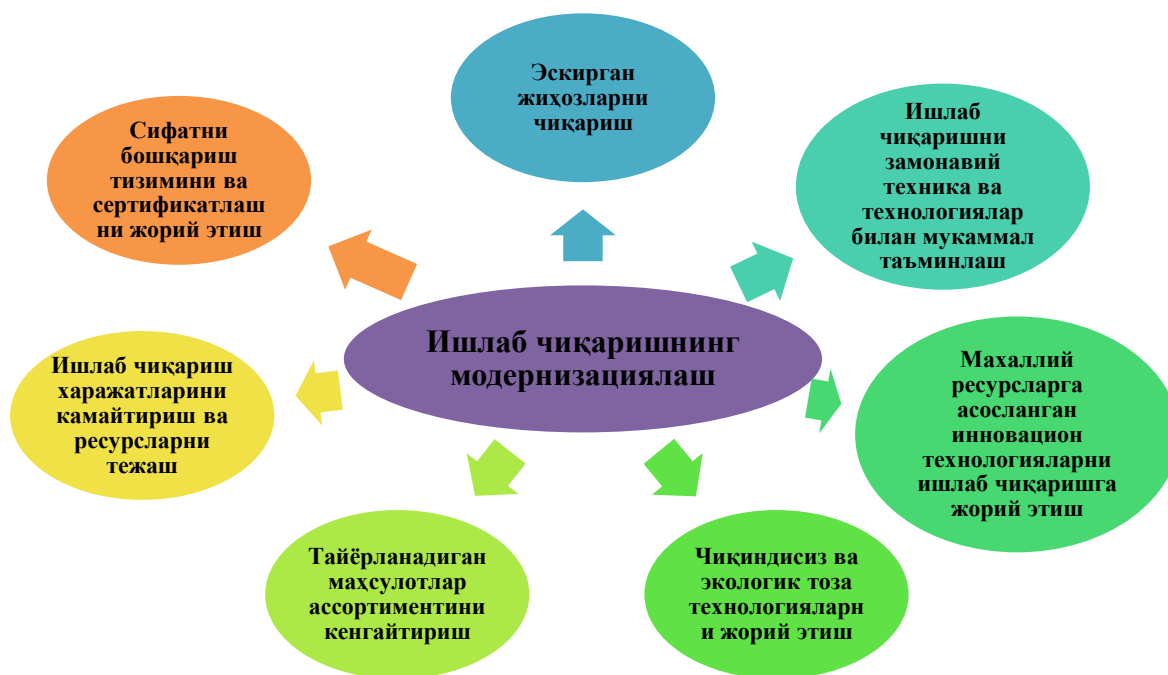 Эскирган
жиҳозларни
чиқариш
Ишлаб
чиқаришни
замонавий
техника ва
технологиялар
билан мукаммал
таъминлаш
Махаллий
ресурсларга
асосланган
инновацион
технологияларни
ишлаб чиқаришга
жорий этиш
Чиқиндисиз ва
экологик тоза
технологияларн
и жорий этиш
Тайёрланадиган
маҳсулотлар
ассортиментини
кенгайтириш
Ишлаб чиқариш
харажатларини
камайтириш ва
ресурсларни
тежаш
Сифатни
бошқариш
тизимини ва
сертификатлаш
ни жорий этиш
Ишлаб чиқаришнинг
модернизациялаш